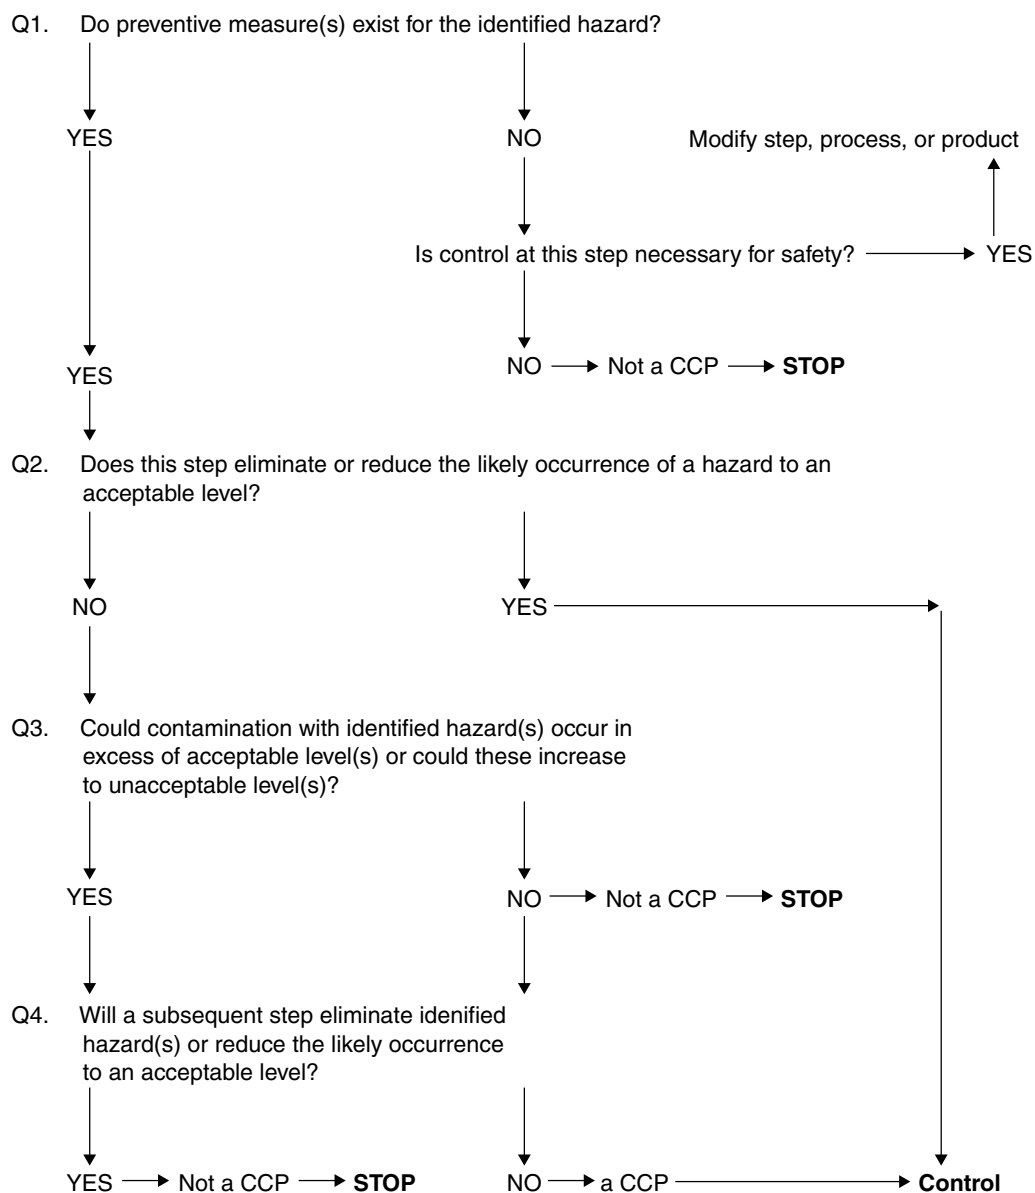 Q1. Do preventive measure(s) exist for the identified hazard?
YES
NO
Modify step, process, or product
Is control at this step necessary for safety?
YES
YES
NO
Not a CCP
STOP
Q2. Does this step eliminate or reduce the likely occurrence of a hazard to an
acceptable level?
NO
YES
Q3. Could contamination with identified hazard(s) occur in
excess of acceptable level(s) or could these increase
to unacceptable level(s)?
YES
NO
Not a CCP
STOP
Q4. Will a subsequent step eliminate idenified
hazard(s) or reduce the likely occurrence
to an acceptable level?
YES
Not a CCP
STOP
NO
a CCP
Control